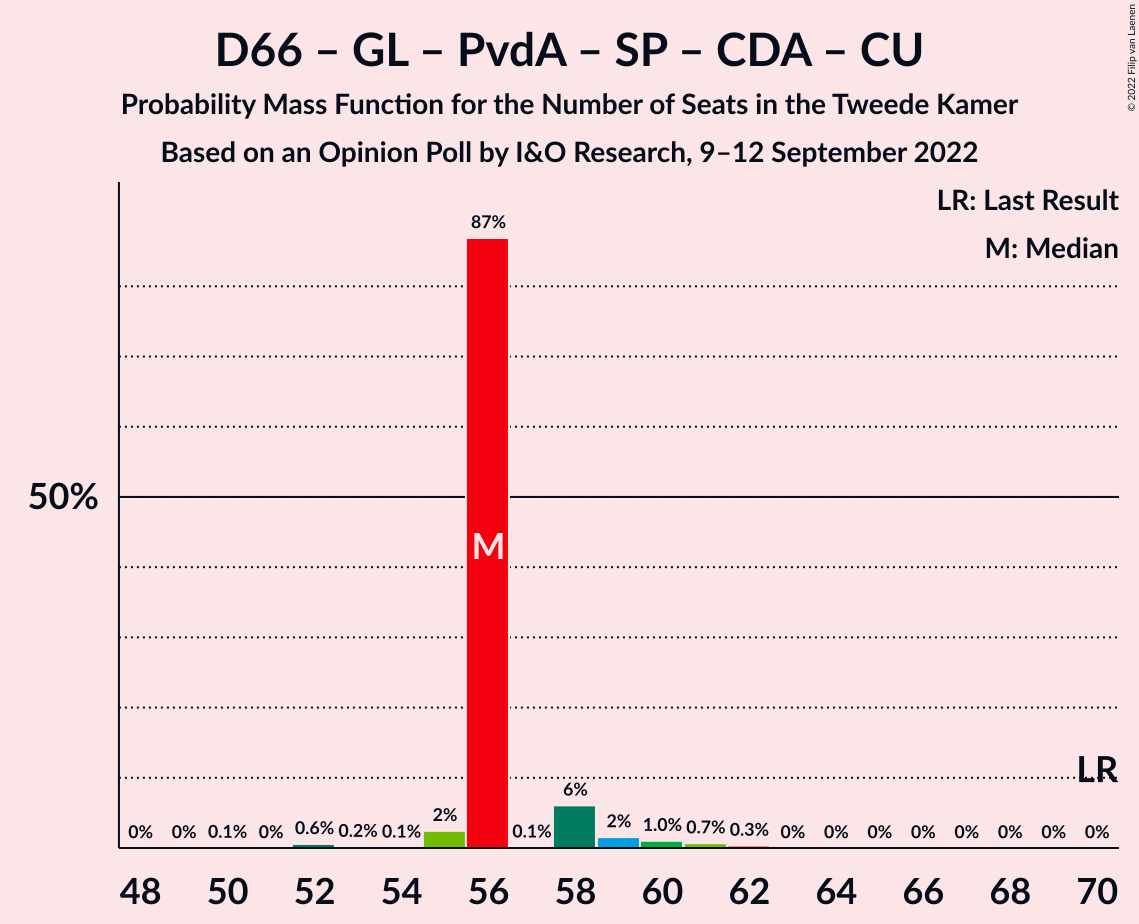 D66 – GL – PvdA – SP – CDA – CU
Probability Mass Function for the Number of Seats in the Tweede Kamer
Based on an Opinion Poll by I&O Research, 9–12 September 2022
© 2022 Filip van Laenen
LR: Last Result
M: Median
87%
50%
M
LR
0% 0% 0.1% 0% 0.6% 0.2% 0.1% 2% 0.1% 6% 2% 1.0% 0.7% 0.3% 0% 0% 0% 0% 0% 0% 0% 0%
48 50 52 54 56 58 60 62 64 66 68 70